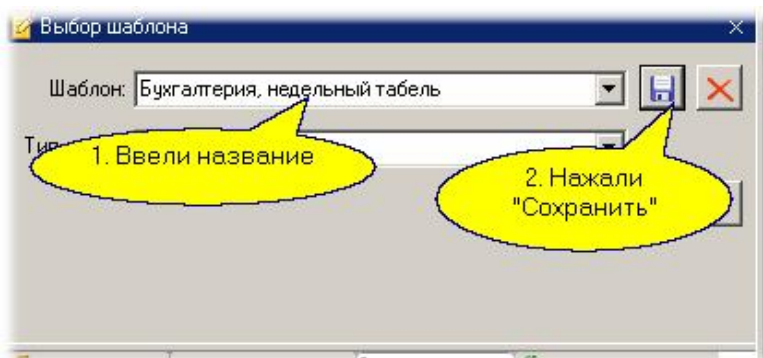 Выбор шаблона
Шаблон: Бухгалтерия, недельный табель
1. Ввели название
2. Нажали
"Сохранить"